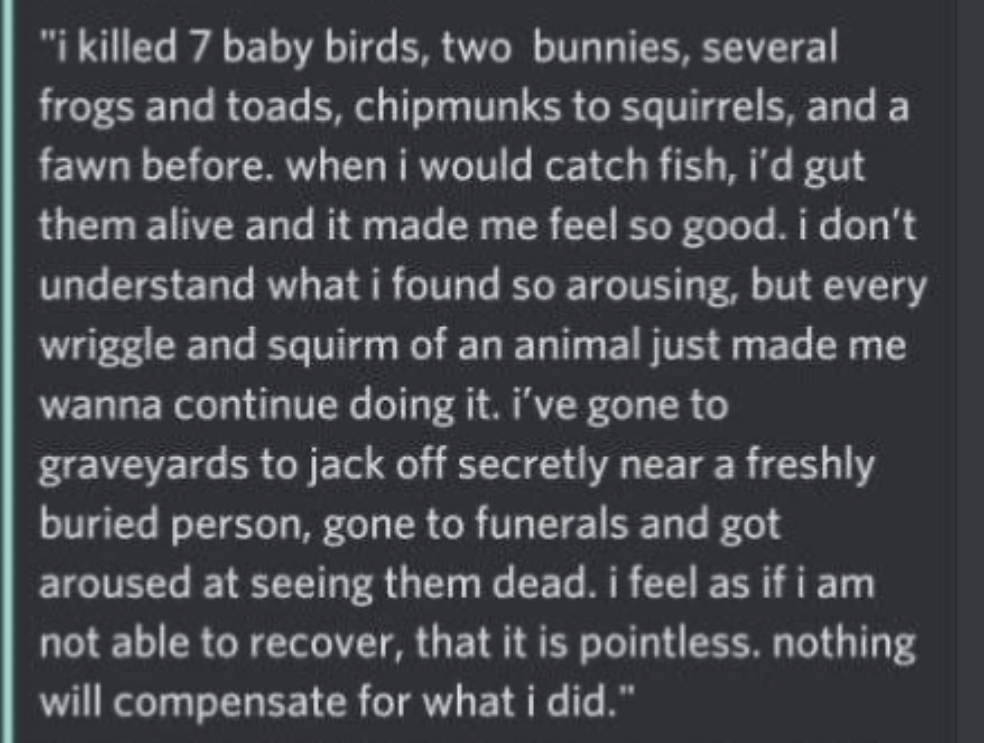 "i killed 7 baby birds, two  bunnies, several
frogs and toads, chipmunks to squirrels, and a
fawn before. when i would catch fish, i'd gut
them alive and it made me feel so good. i don't
understand what i found so arousing, but every
wriggle and squirm of an animal just made me
wanna continue doing it. i've gone to
graveyards to jack off secretly near a freshly
buried person, gone to funerals and got
aroused at seeing them dead. i feel as if i am
not able to recover, that it is pointless. nothing
will compensate for what i did."